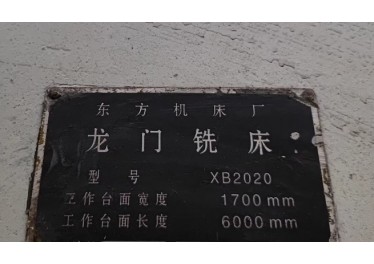 东方机床厂
龙门铣床
型号 XB2020
工作台面宽度 1700mm
工作台面长度 6000mm